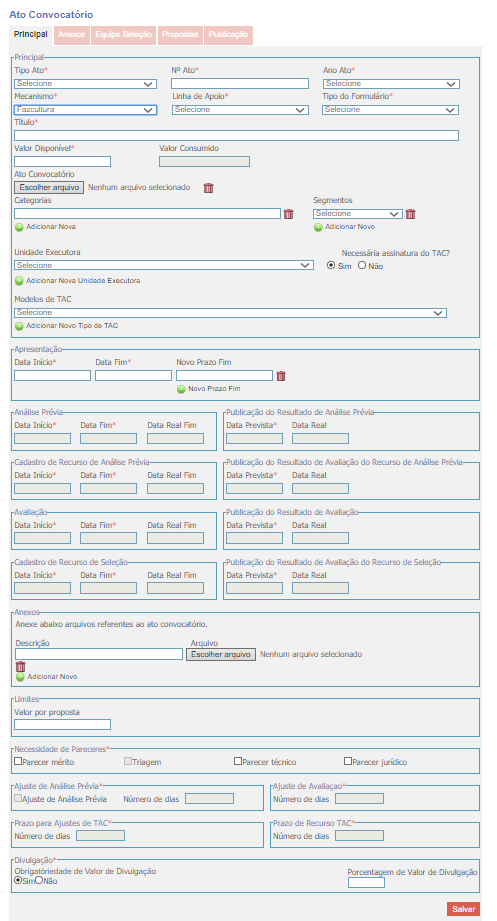 Ato Convocatório
Principal Anexos Equipe Seleção Propostas Publicação
Principal
Tipo Ato* Nº Ato* Ano Ato*
Selecione Selecione
Mecanismo* Linha de Apoio* Tipo do Formulário*
Fazcultura Selecione Selecione
Título*
Valor Disponível* Valor Consumido
Ato Convocatório
Escolher arquivo Nenhum arquivo selecionado
Categorias Segmentos
Selecione
Adicionar Nova Adicionar Novo
Unidade Executora Necessária assinatura do TAC?
Selecione Sim Não
Adicionar Nova Unidade Executora
Modelos de TAC
Selecione
Adicionar Novo Tipo de TAC
Apresentação
Data Início* Data Fim* Novo Prazo Fim
Novo Prazo Fim
Análise Prévia Publicação do Resultado de Análise Prévia
Data Início* Data Fim* Data Real Fim Data Prevista* Data Real
Cadastro de Recurso de Análise Prévia Publicação do Resultado de Avaliação do Recurso de Análise Prévia
Data Início* Data Fim* Data Real Fim Data Prevista* Data Real
Avaliação Publicação do Resultado de Avaliação
Data Início* Data Fim* Data Real Fim Data Prevista* Data Real
Cadastro de Recurso de Seleção Publicação do Resultado de Avaliação do Recurso de Seleção
Data Início* Data Fim* Data Real Fim Data Prevista* Data Real
Anexos
Anexe abaixo arquivos referentes ao ato convocatório.
Descrição Arquivo
Escolher arquivo Nenhum arquivo selecionado
Adicionar Novo
Limites
Valor por proposta
Necessidade de Pareceres*
Parecer mérito Triagem Parecer técnico Parecer jurídico
Ajuste de Análise Prévia* Ajuste de Avaliaçao*
Ajuste de Análise Prévia Número de dias Número de dias
Prazo para Ajustes de TAC* Prazo de Recurso TAC*
Número de dias Número de dias
Divulgação*
Obrigatóriedade de Valor de Divulgação Porcentagem de Valor de Divulgação
Sim Não
Salvar